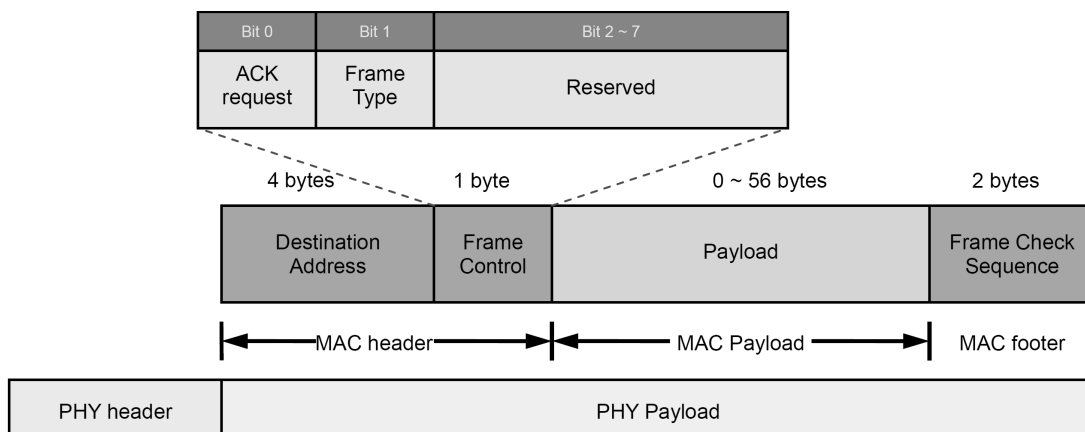 Bit 0 Bit 1 Bit 2 ~ 7
ACK request
Frame Type
Reserved
4 bytes 1 byte 0 ~ 56 bytes 2 bytes
Destination Address
Frame Control
Payload
Frame Check Sequence
MAC header MAC Payload MAC footer
PHY header PHY Payload